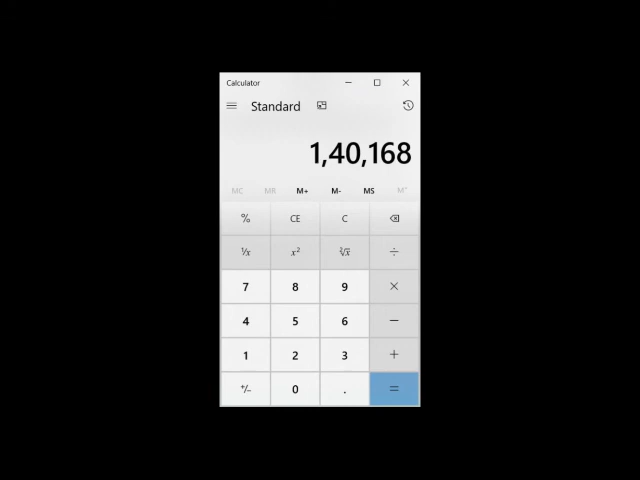 Calculator
Standard
1,40,168
MC MR M+ M- MS M˅
% CE C
¹/x x² ²√x ÷
7 8 9 ×
4 5 6 −
1 2 3 +
+/− 0 . =